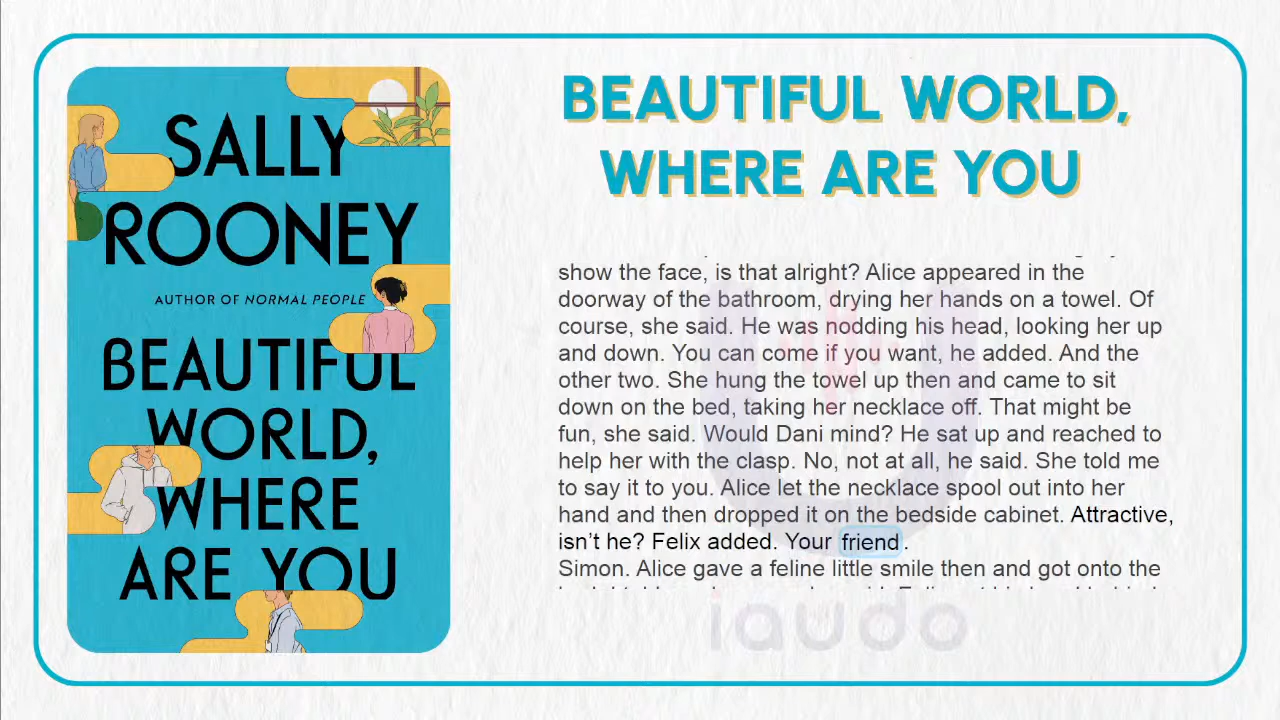 SALLY
ROONEY
AUTHOR OF NORMAL PEOPLE
BEAUTIFUL
WORLD,
WHERE
ARE YOU
BEAUTIFUL WORLD,
WHERE ARE YOU
show the face, is that alright? Alice appeared in the
doorway of the bathroom, drying her hands on a towel. Of
course, she said. He was nodding his head, looking her up
and down. You can come if you want, he added. And the
other two. She hung the towel up then and came to sit
down on the bed, taking her necklace off. That might be
fun, she said. Would Dani mind? He sat up and reached to
help her with the clasp. No, not at all, he said. She told me
to say it to you. Alice let the necklace spool out into her
hand and then dropped it on the bedside cabinet. Attractive,
isn’t he? Felix added. Your friend.
Simon. Alice gave a feline little smile then and got onto the
iaudo